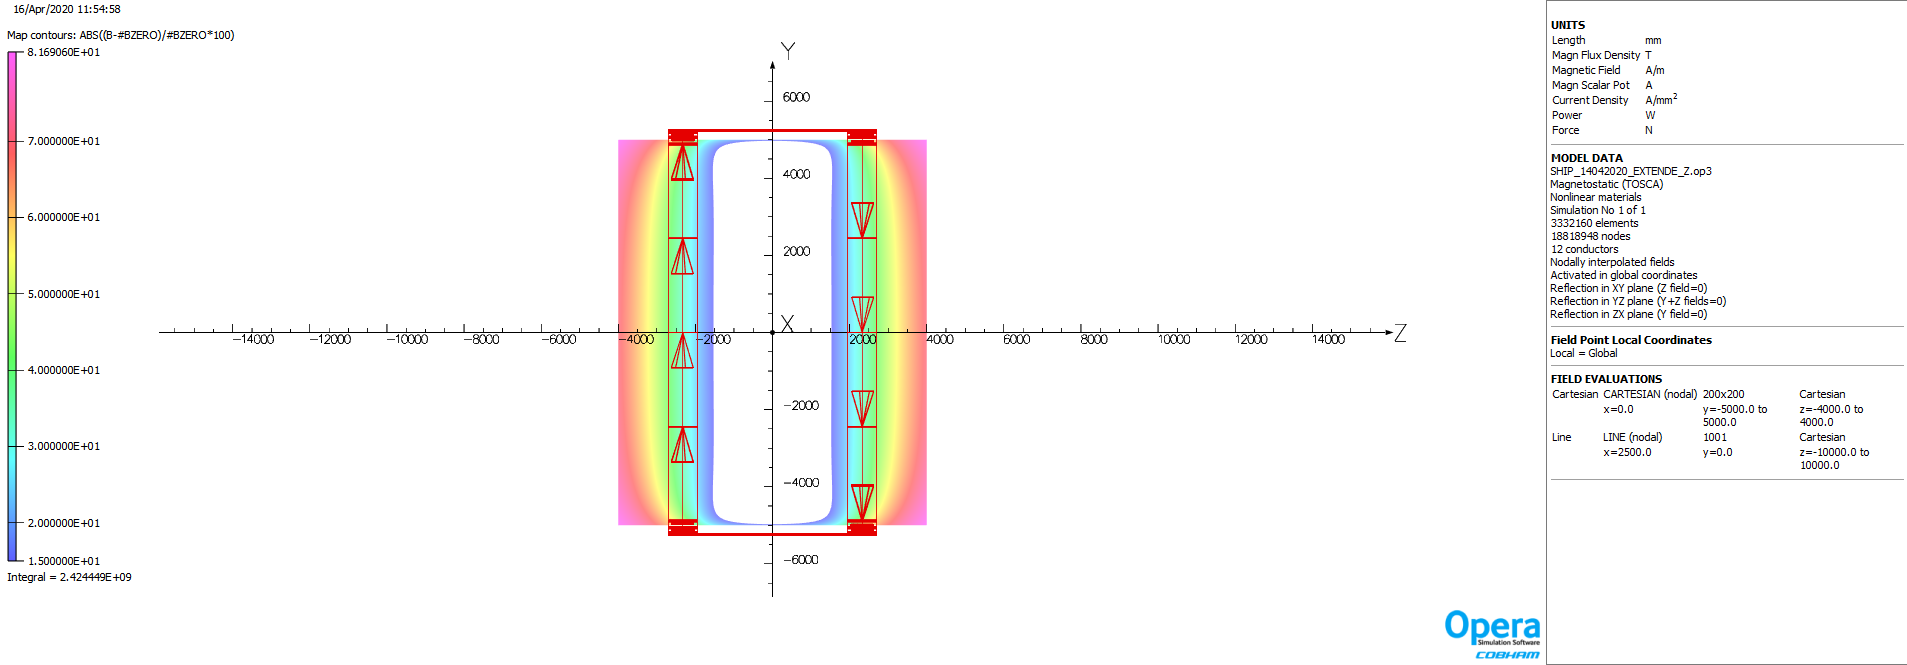 16/Apr/2020 11:54:58
Map contours: ABS((B-#BZERO)/#BZERO*100)
8.169060E+01
7.000000E+01
6.000000E+01
5.000000E+01
4.000000E+01
3.000000E+01
2.000000E+01
1.500000E+01
Integral = 2.424449E+09
Y
6000
4000
2000
X
Z
-14000 -12000 -10000 -8000 -6000 -4000 -2000 2000 4000 6000 8000 10000 12000 14000
-2000
-4000
-6000
Opera
Simulation Software
COBHAM
UNITS
Length mm
Magn Flux Density T
Magnetic Field A/m
Magn Scalar Pot A
Current Density A/mm²
Power W
Force N
MODEL DATA
SHIP_14042020_EXTENDE_Z.op3
Magnetostatic (TOSCA)
Nonlinear materials
Simulation No 1 of 1
3332160 elements
18818948 nodes
12 conductors
Nodally interpolated fields
Activated in global coordinates
Reflection in XY plane (Z field=0)
Reflection in YZ plane (Y+Z fields=0)
Reflection in ZX plane (Y field=0)
Field Point Local Coordinates
Local = Global
FIELD EVALUATIONS
Cartesian CARTESIAN (nodal) 200x200 Cartesian
x=0.0 y=-5000.0 to z=-4000.0 to
5000.0 4000.0
Line LINE (nodal) 1001 Cartesian
x=2500.0 y=0.0 z=-10000.0 to
10000.0